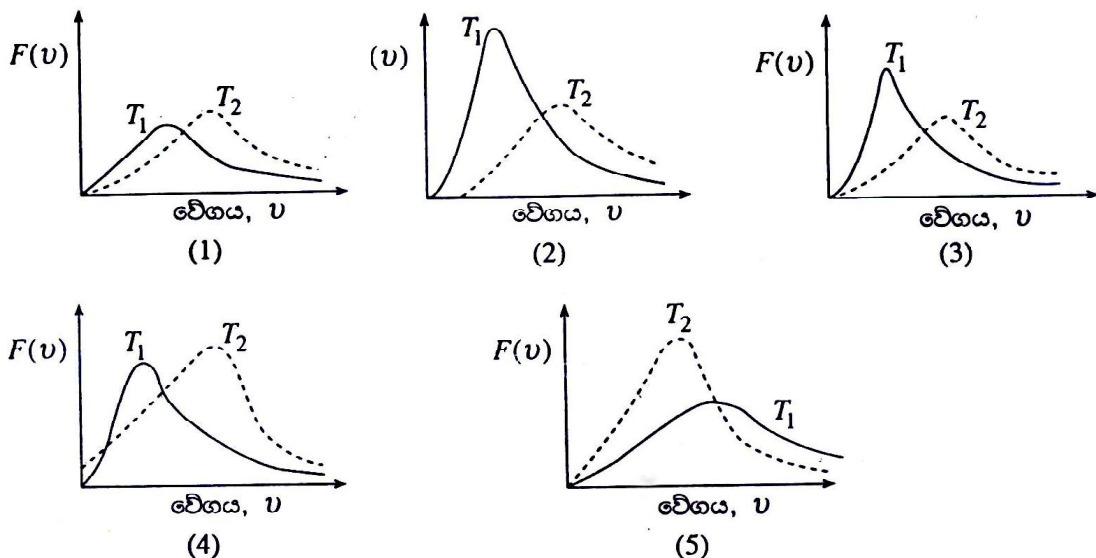 F(υ)
T₁
T₂
වේගය, υ
(1)
(υ)
T₁
T₂
වේගය, υ
(2)
F(υ)
T₁
T₂
වේගය, υ
(3)
F(υ)
T₁
T₂
වේගය, υ
(4)
F(υ)
T₂
T₁
වේගය, υ
(5)